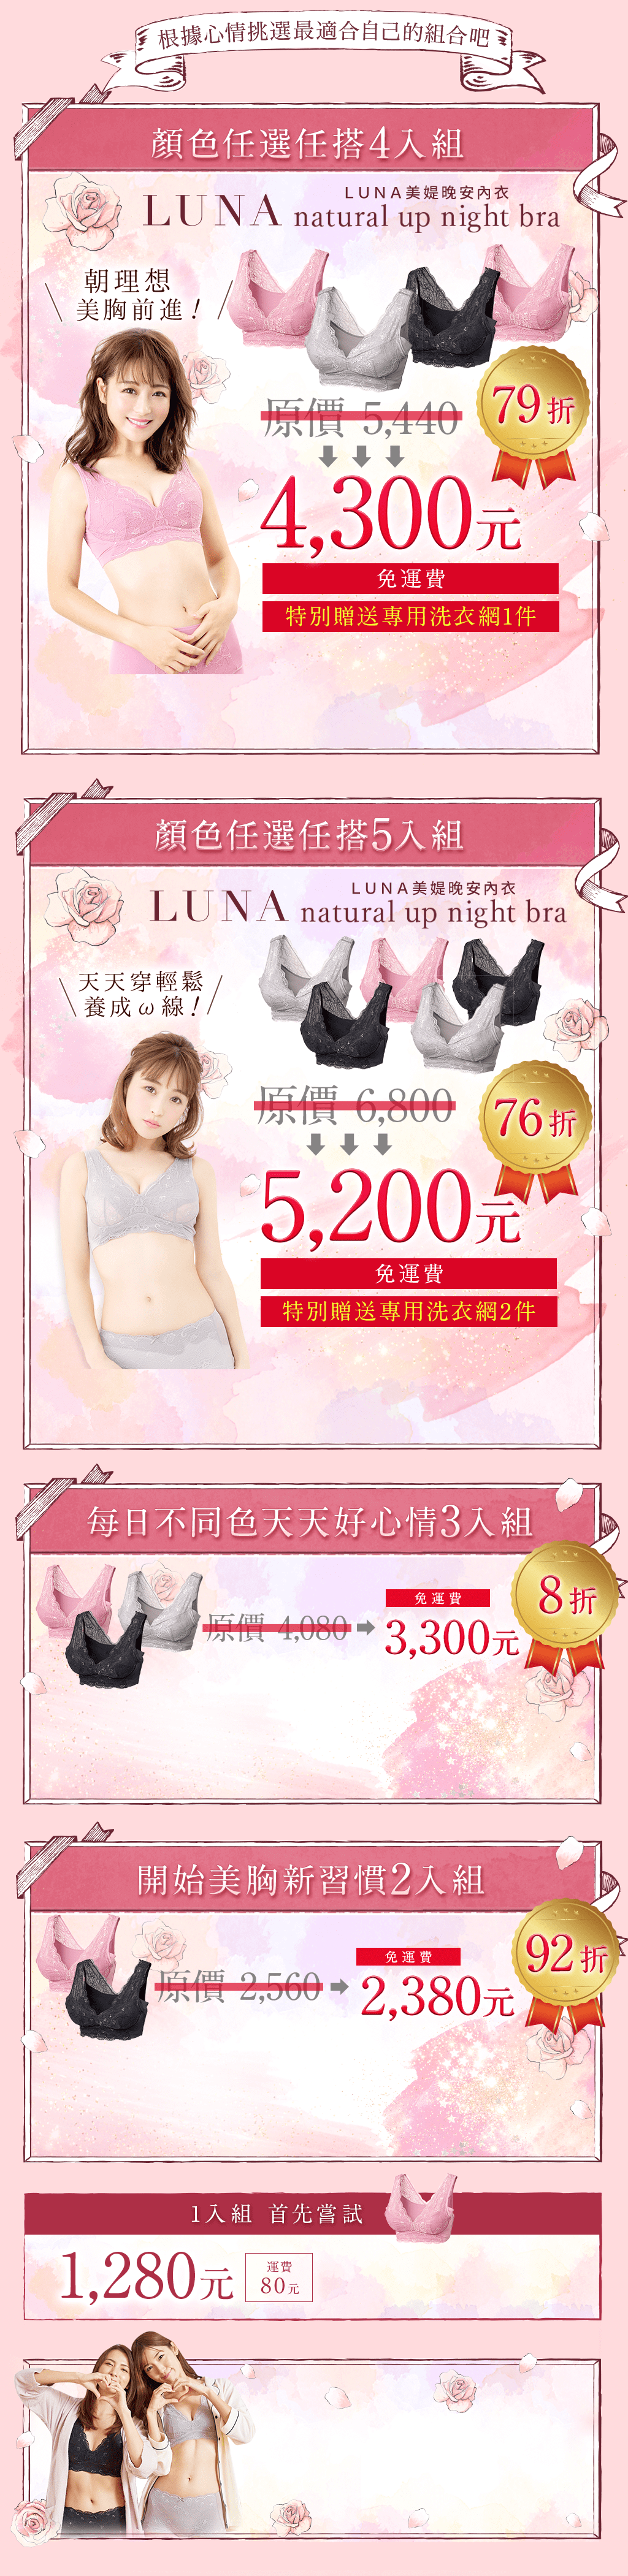 根據心情挑選最適合自己的組合吧
顏色任選任搭4入組
LUNA美媞晚安內衣
LUNA natural up night bra
朝理想
美胸前進！
原價 5,440
79折
4,300元
免運費
特別贈送專用洗衣網1件
顏色任選任搭5入組
LUNA美媞晚安內衣
LUNA natural up night bra
天天穿輕鬆
養成ω線！
原價 6,800
76折
5,200元
免運費
特別贈送專用洗衣網2件
每日不同色天天好心情3入組
8折
免運費
原價 4,080
3,300元
開始美胸新習慣2入組
92折
免運費
原價 2,560
2,380元
1入組 首先嘗試
1,280元
運費
80元